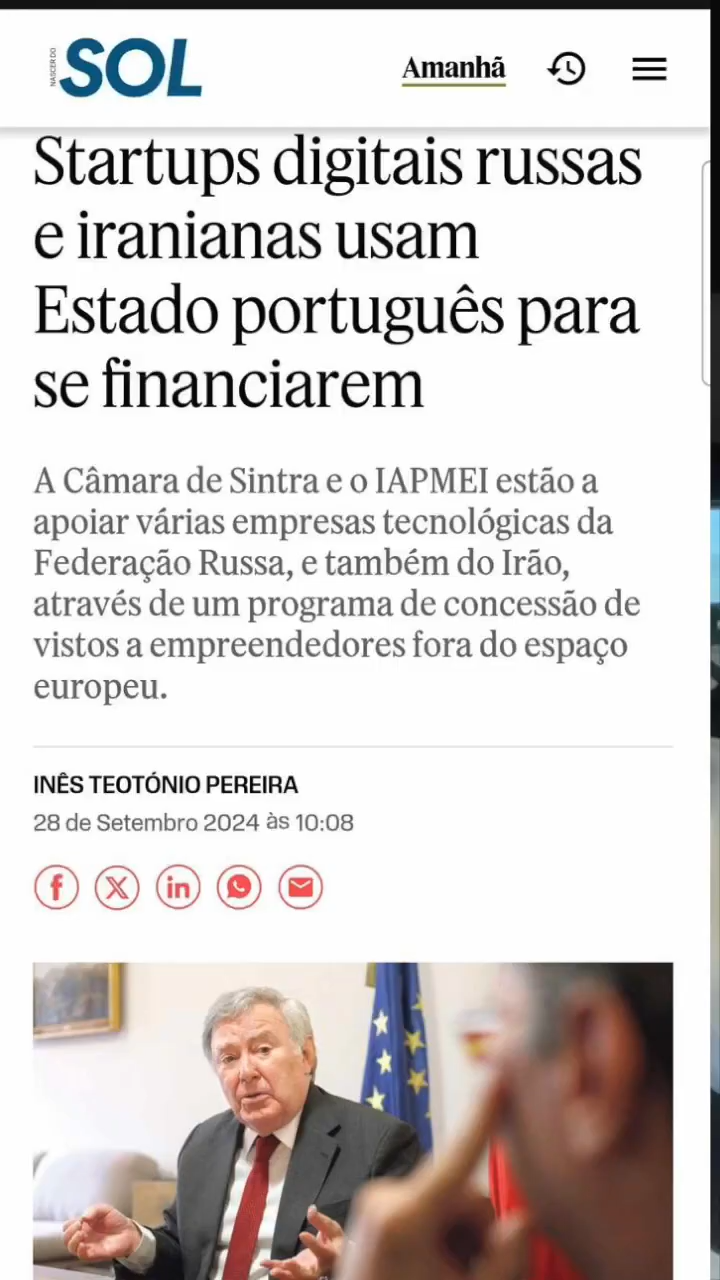 NASCER DO
SOL
Amanhã
Startups digitais russas
e iranianas usam
Estado português para
se financiarem
A Câmara de Sintra e o IAPMEI estão a
apoiar várias empresas tecnológicas da
Federação Russa, e também do Irão,
através de um programa de concessão de
vistos a empreendedores fora do espaço
europeu.
INÊS TEOTÓNIO PEREIRA
28 de Setembro 2024 às 10:08